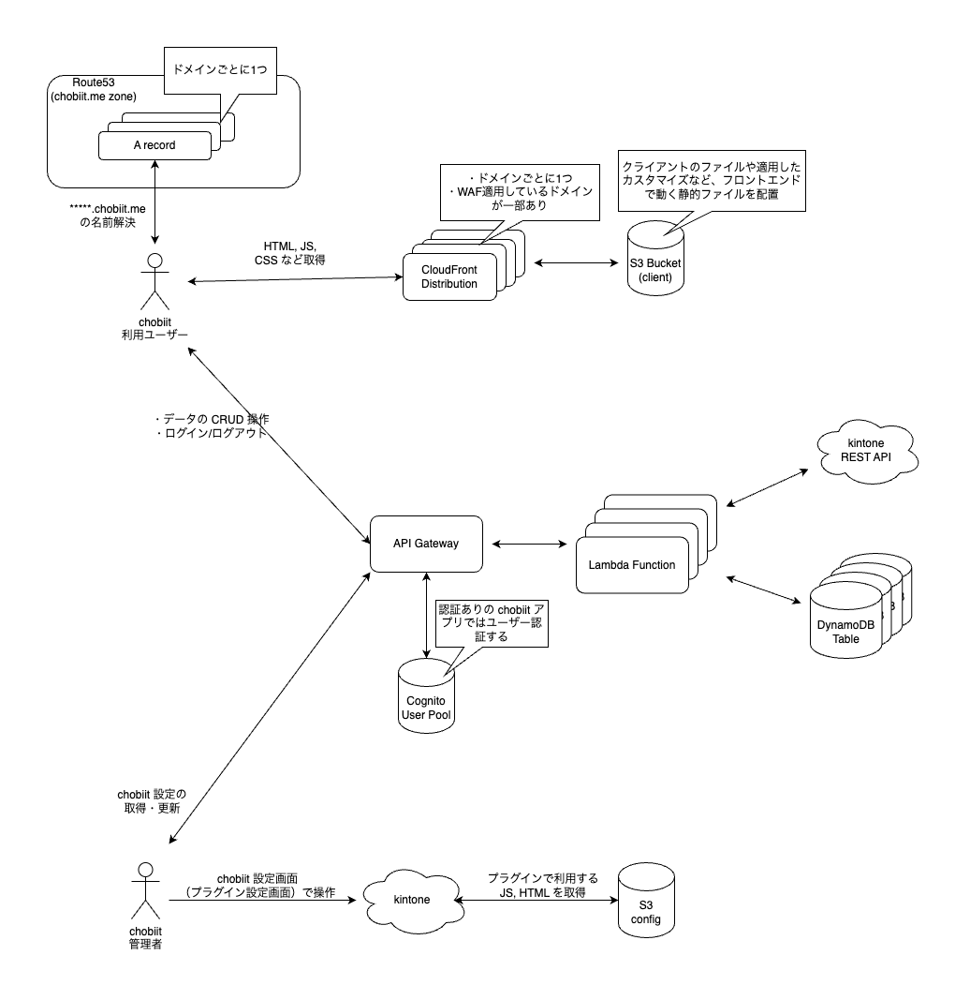 ドメインごとに1つ
Route53
(chobiit.me zone)
A record
*****.chobiit.me
の名前解決
chobiit
利用ユーザー
HTML, JS,
CSS など取得
・ドメインごとに1つ
・WAF適用しているドメイン
が一部あり
CloudFront
Distribution
クライアントのファイルや適用した
カスタマイズなど、フロントエンド
で動く静的ファイルを配置
S3 Bucket
(client)
・データの CRUD 操作
・ログイン/ログアウト
API Gateway
Lambda Function
kintone
REST API
DynamoDB
Table
認証ありの chobiit ア
プリではユーザー認
証する
Cognito
User Pool
chobiit 設定の
取得・更新
chobiit
管理者
chobiit 設定画面
（プラグイン設定画面）で操作
kintone
プラグインで利用する
JS, HTML を取得
S3
config